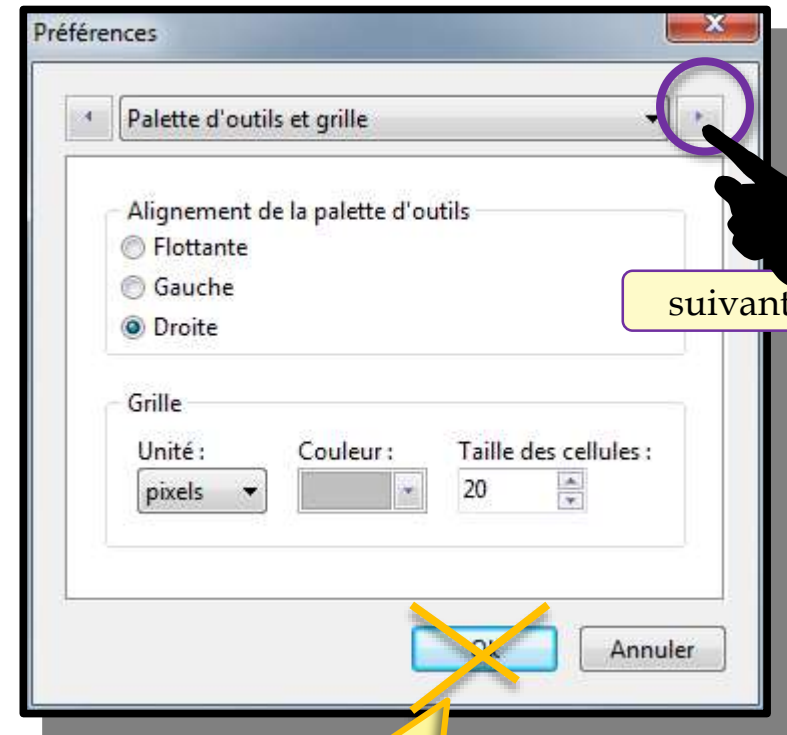 Préférences
Palette d'outils et grille
Alignement de la palette d'outils
Flottante
Gauche
Droite
suivant
Grille
Unité :
Couleur :
Taille des cellules :
pixels
20
Annuler